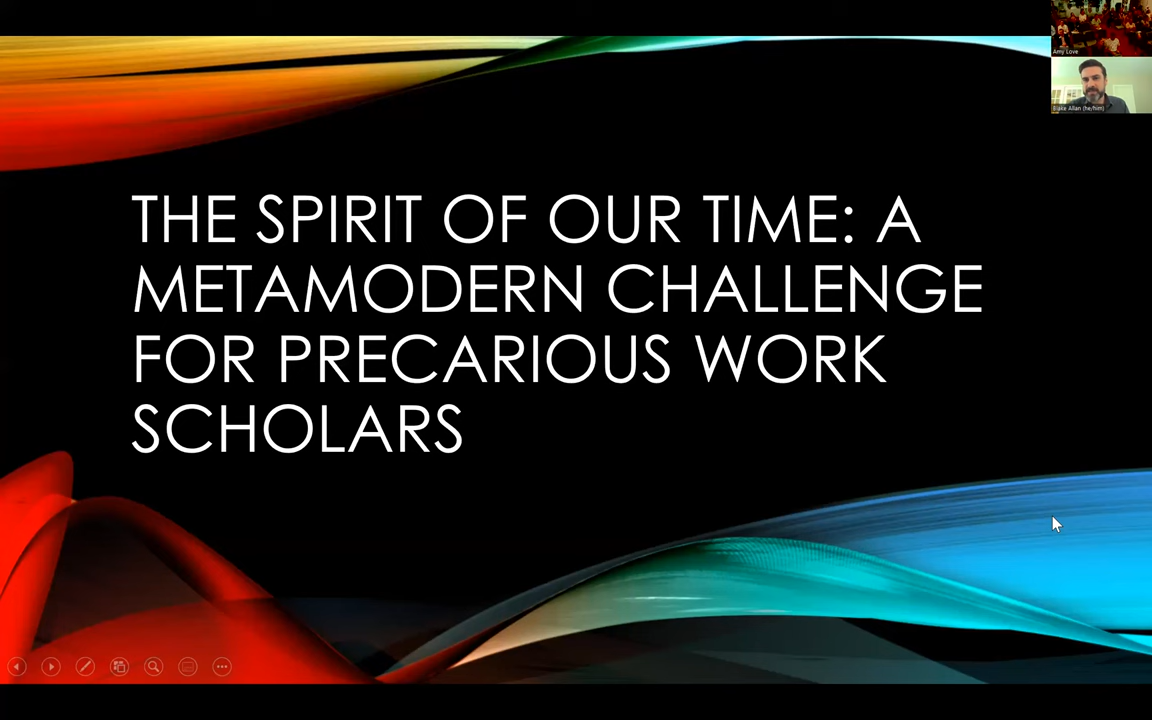 Amy Love
Blake Allan (he/him)
THE SPIRIT OF OUR TIME: A
METAMODERN CHALLENGE
FOR PRECARIOUS WORK
SCHOLARS